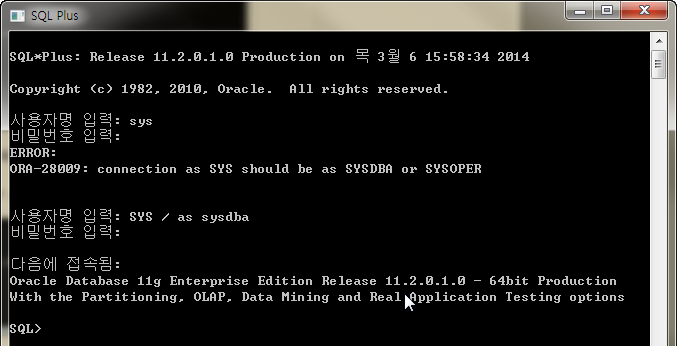 SQL Plus
SQL*Plus: Release 11.2.0.1.0 Production on 목 3월 6 15:58:34 2014
Copyright (c) 1982, 2010, Oracle.  All rights reserved.
사용자명 입력: sys
비밀번호 입력:
ERROR:
ORA-28009: connection as SYS should be as SYSDBA or SYSOPER
사용자명 입력: SYS / as sysdba
비밀번호 입력:
다음에 접속됨:
Oracle Database 11g Enterprise Edition Release 11.2.0.1.0 - 64bit Production
With the Partitioning, OLAP, Data Mining and Real Application Testing options
SQL>